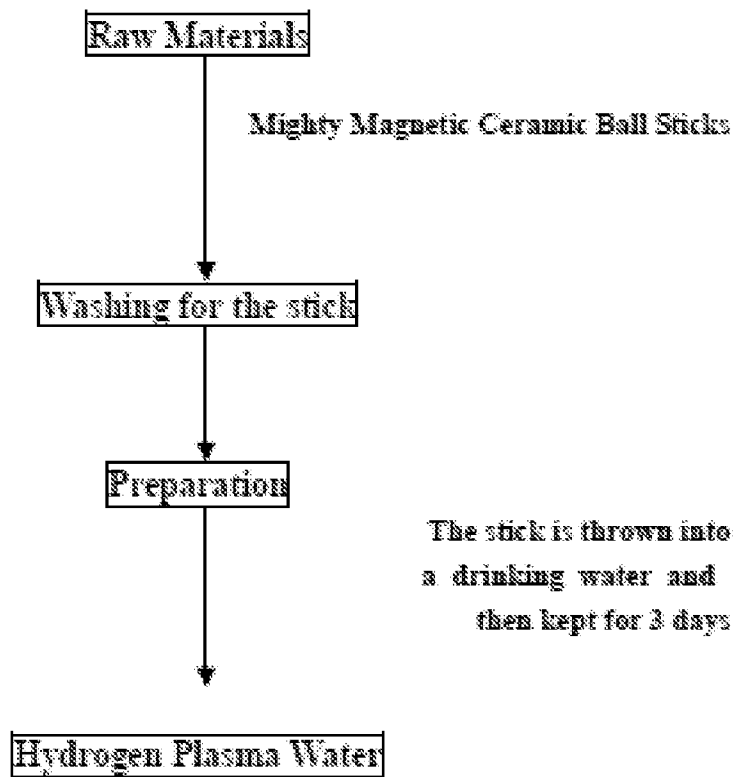 Raw Materials
Mighty Magnetic Ceramic Ball Sticks
Washing for the stick
Preparation
The stick is thrown into
a drinking water and
then kept for 3 days
Hydrogen Plasma Water